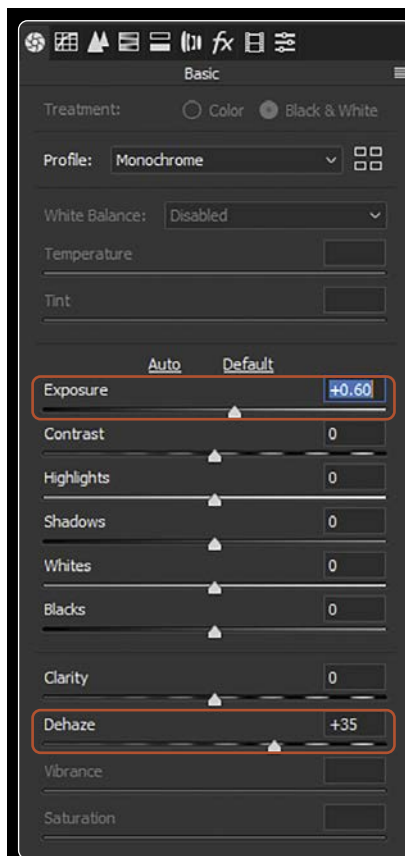 fx
Basic
Treatment: Color Black & White
Profile: Monochrome
White Balance: Disabled
Temperature
Tint
Auto Default
Exposure +0.60
Contrast 0
Highlights 0
Shadows 0
Whites 0
Blacks 0
Clarity 0
Dehaze +35
Vibrance
Saturation